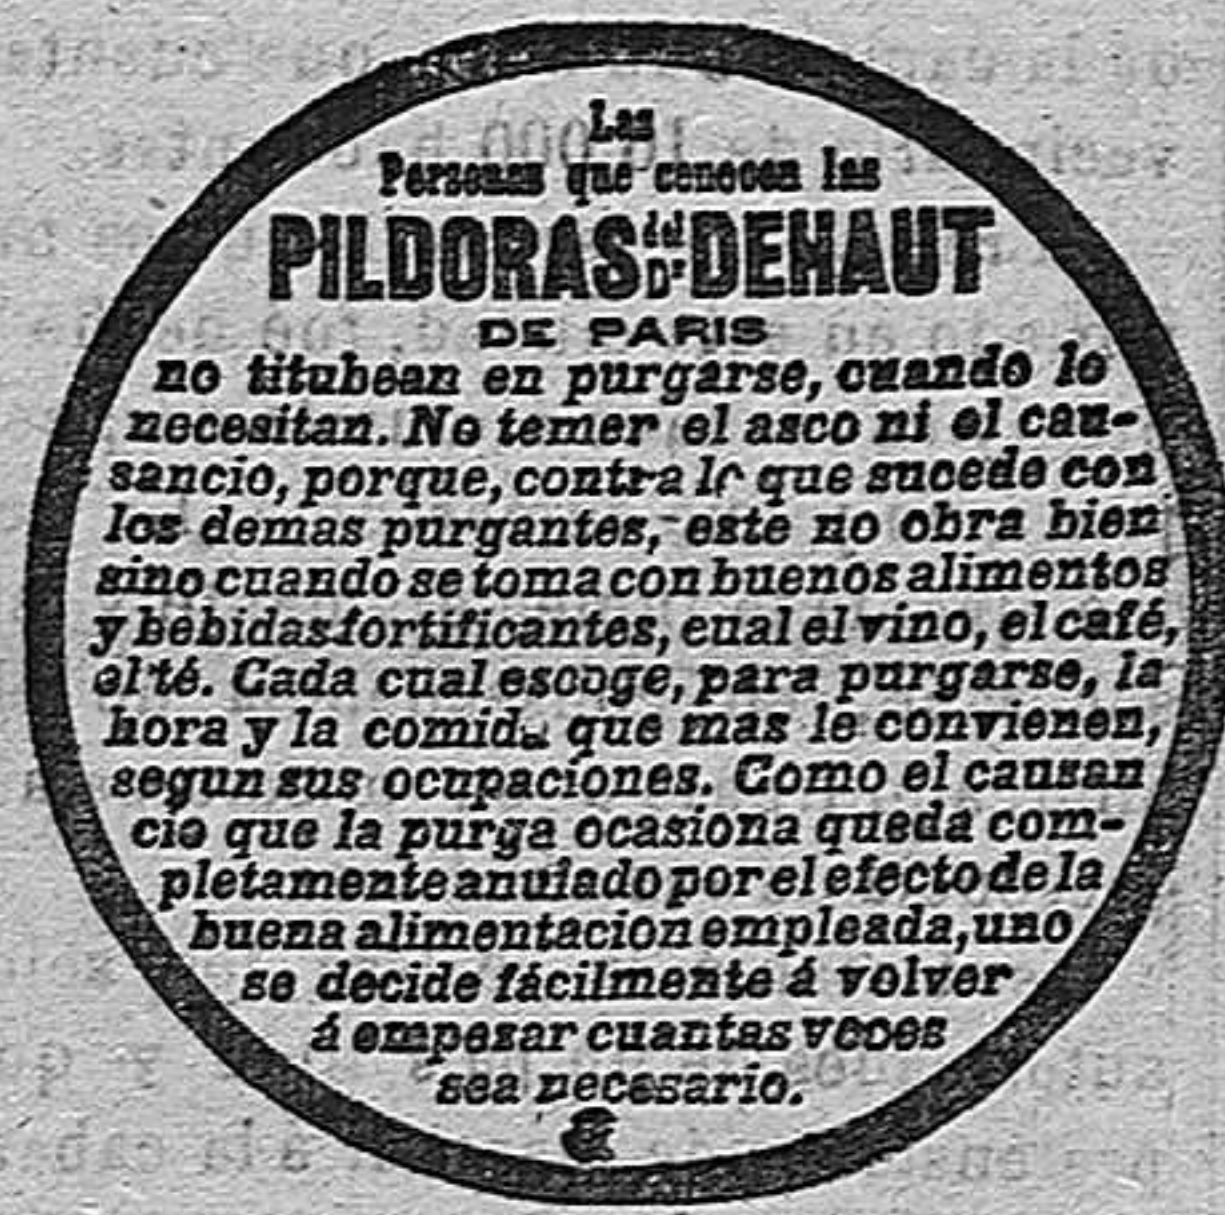 Las
Personas que conocen las
PILDORAS del Dr DEHAUT
DE PARIS
no titubean en purgarse, cuando lo
necesitan. No temer el asco ni el cau-
sancio, porque, contra lo que sucede con
los demas purgantes, este no obra bien
sino cuando se toma con buenos alimentos
y bebidas fortificantes, cual el vino, el café,
el té. Cada cual escoge, para purgarse, la
hora y la comida que mas le convienen,
segun sus ocupaciones. Como el causan
cio que la purga ocasiona queda com-
pletamente anulado por el efecto de la
buena alimentacion empleada, uno
se decide fácilmente á volver
á empezar cuantas veces
sea necesario.